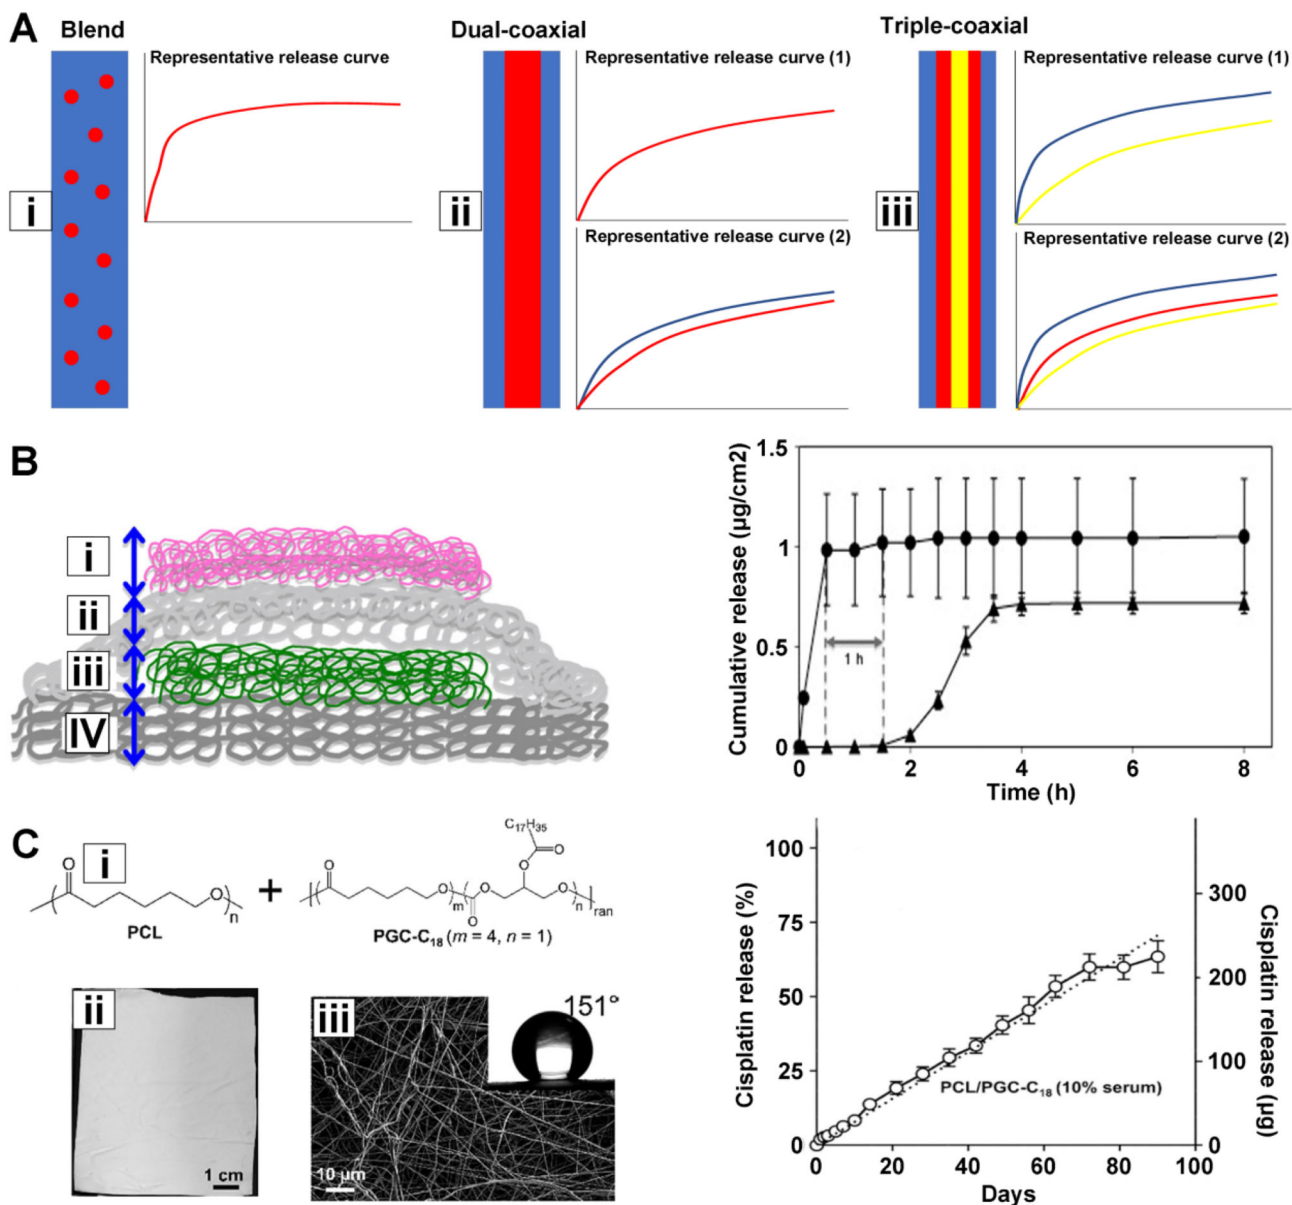 A
Blend
Representative release curve
i
Dual-coaxial
Representative release curve (1)
ii
Representative release curve (2)
Triple-coaxial
Representative release curve (1)
iii
Representative release curve (2)
B
i
ii
iii
IV
Cumulative release (µg/cm2)
1.5
1
0.5
0
1 h
0
2
4
6
8
Time (h)
C
i
O
O
n
PCL
+
C₁₇H₃₅
O
O
O
O
m
O
O
O
n
ran
PGC-C₁₈ (m = 4, n = 1)
ii
1 cm
iii
151°
10 µm
Cisplatin release (%)
100
75
50
25
0
PCL/PGC-C₁₈ (10% serum)
300
200
100
0
Cisplatin release (µg)
0
20
40
60
80
100
Days